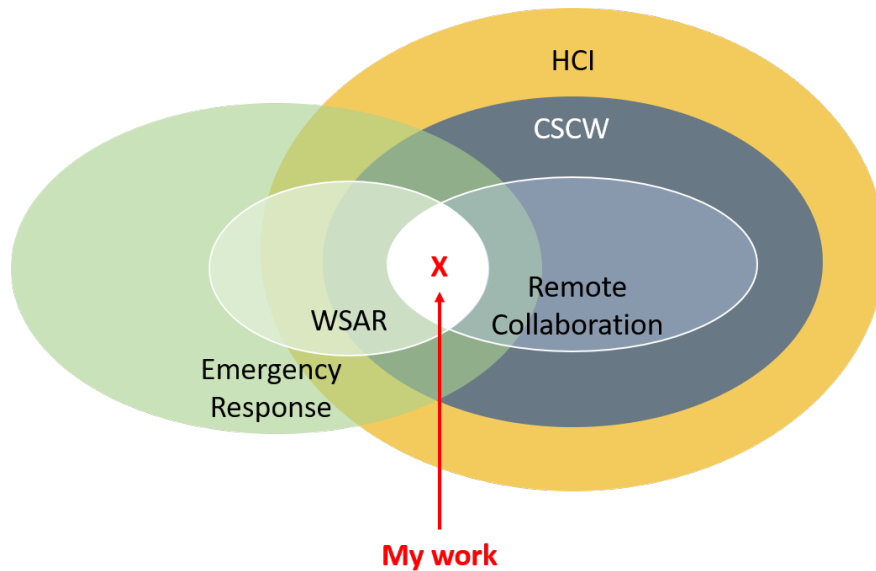 HCI
CSCW
X
Remote
Collaboration
WSAR
Emergency
Response
My work